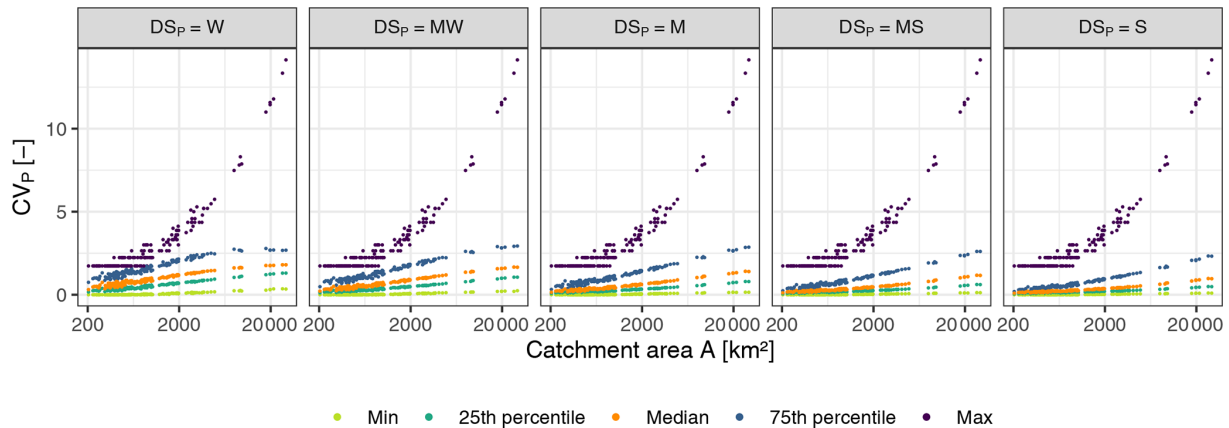 DSP = W DSP = MW DSP = M DSP = MS DSP = S
10
5
0
CVP [−]
200 2000 20000 200 2000 20000 200 2000 20000 200 2000 20000 200 2000 20000
Catchment area A [km²]
Min 25th percentile Median 75th percentile Max